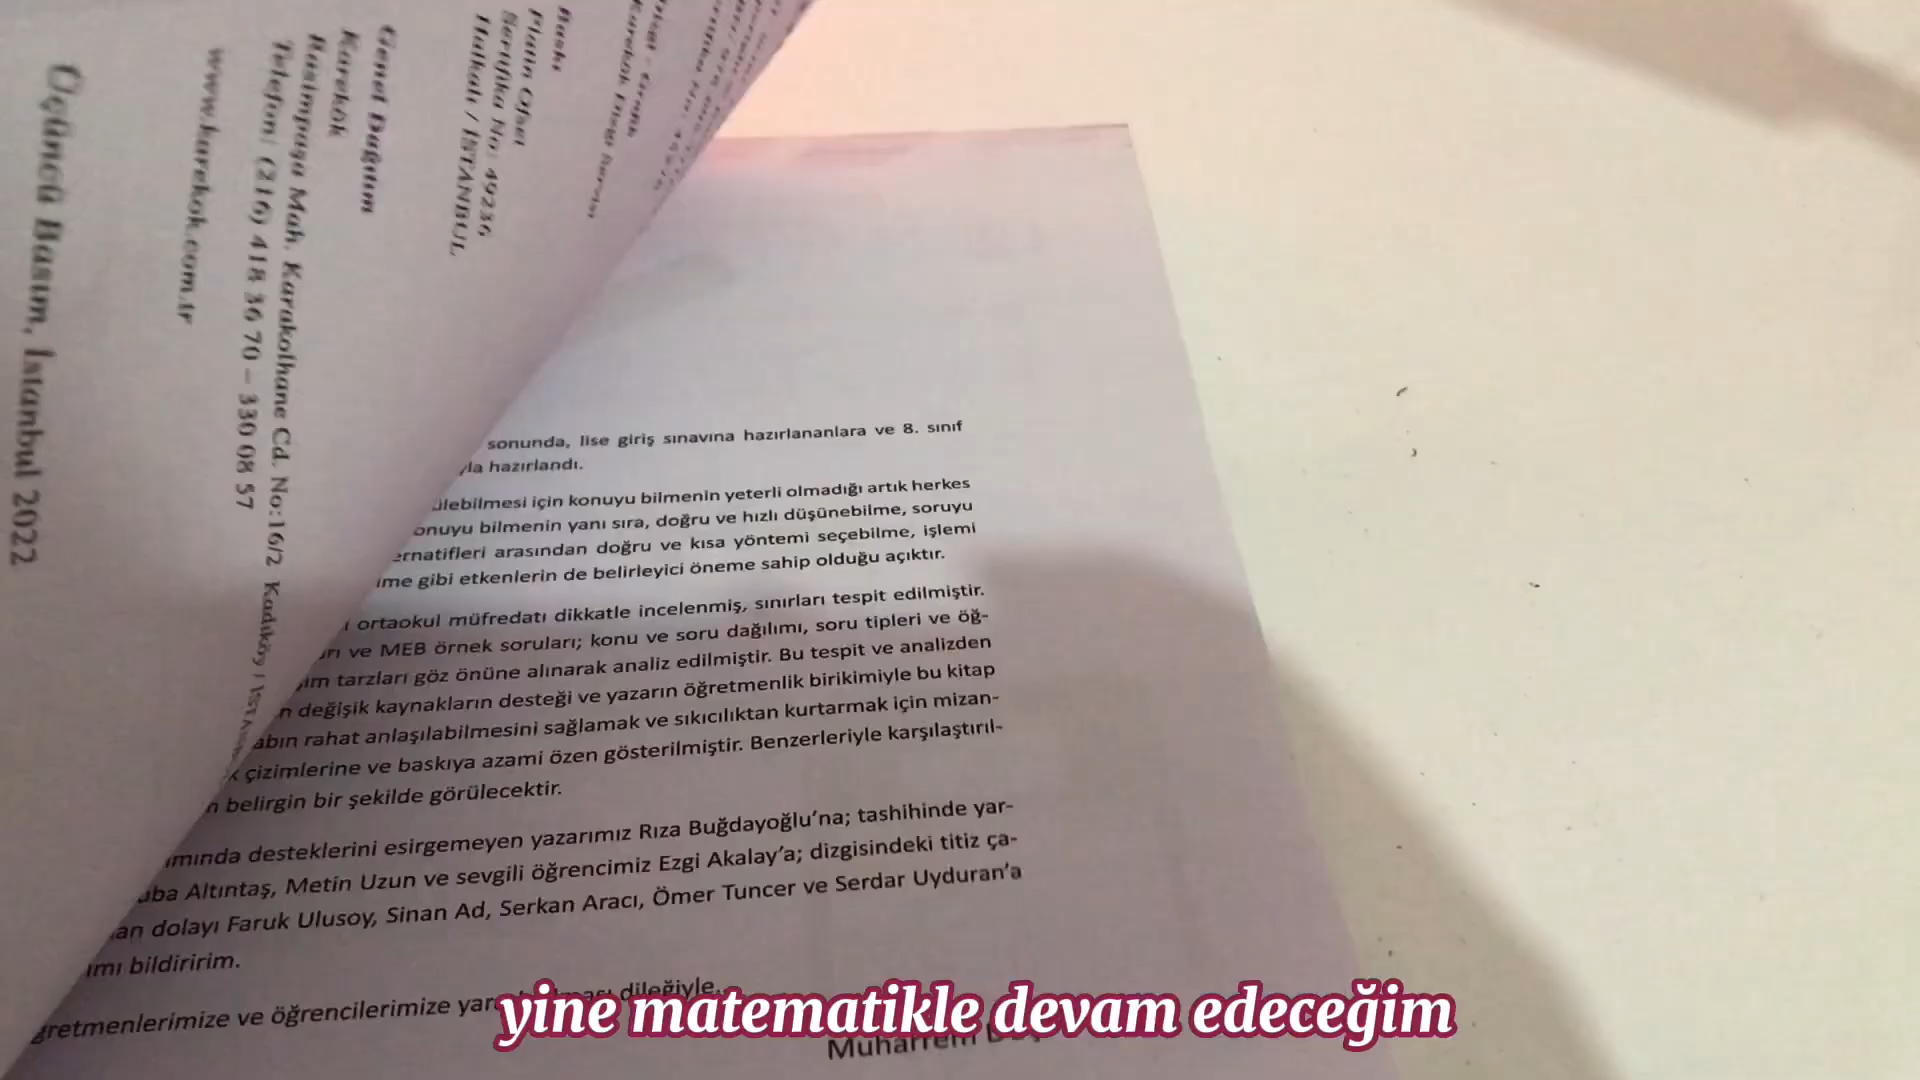 Baskı
Platin Ofset
Sertifika No: 49236
Halkalı / İSTANBUL
Genel Dağıtım
Karekök
Rasimpaşa Mah. Karakolhane Cd. No:16/2 Kadıköy /
Telefon: (216) 418 36 70 – 330 08 57
www.karekok.com.tr
Üçüncü Basım, İstanbul 2022
sonunda, lise giriş sınavına hazırlananlara ve 8. sınıf
yla hazırlandı.
ülebilmesi için konuyu bilmenin yeterli olmadığı artık herkes
onuyu bilmenin yanı sıra, doğru ve hızlı düşünebilme, soruyu
ernatifleri arasından doğru ve kısa yöntemi seçebilme, işlemi
me gibi etkenlerin de belirleyici öneme sahip olduğu açıktır.
ortaokul müfredatı dikkatle incelenmiş, sınırları tespit edilmiştir.
rı ve MEB örnek soruları; konu ve soru dağılımı, soru tipleri ve öğ-
im tarzları göz önüne alınarak analiz edilmiştir. Bu tespit ve analizden
n değişik kaynakların desteği ve yazarın öğretmenlik birikimiyle bu kitap
abın rahat anlaşılabilmesini sağlamak ve sıkıcılıktan kurtarmak için mizan-
k çizimlerine ve baskıya azami özen gösterilmiştir. Benzerleriyle karşılaştırıl-
n belirgin bir şekilde görülecektir.
ımında desteklerini esirgemeyen yazarımız Rıza Buğdayoğlu'na; tashihinde yar-
uba Altıntaş, Metin Uzun ve sevgili öğrencimiz Ezgi Akalay'a; dizgisindeki titiz ça-
an dolayı Faruk Ulusoy, Sinan Ad, Serkan Aracı, Ömer Tuncer ve Serdar Uyduran'a
ımı bildiririm.
ğretmenlerimize ve öğrencilerimize dileğiyle,
Muharrem
yine matematikle devam edeceğim